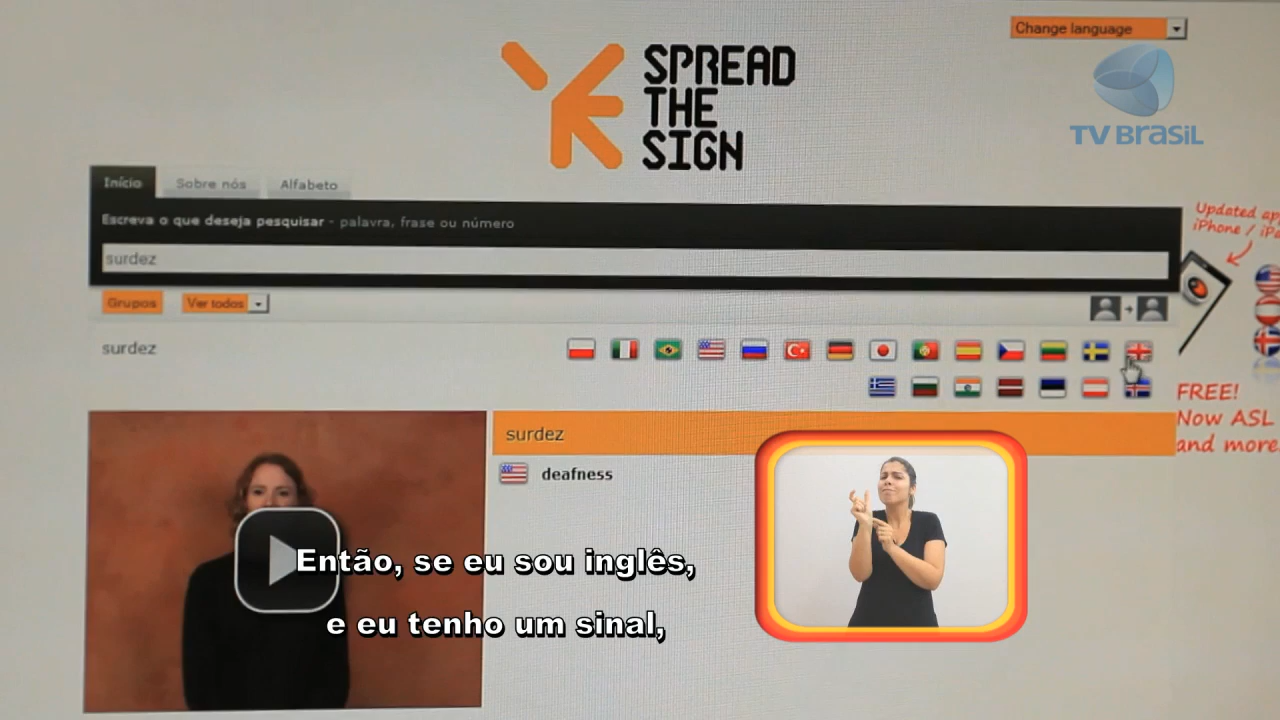 Change language
SPREAD
THE
SIGN
TV BRASIL
Início
Sobre nós
Alfabeto
Escreva o que deseja pesquisar - palavra, frase ou número
surdez
Updated
iPhone /
Grupos
Ver todos
surdez
FREE!
Now ASL
and more
surdez
deafness
Então, se eu sou inglês,
e eu tenho um sinal,